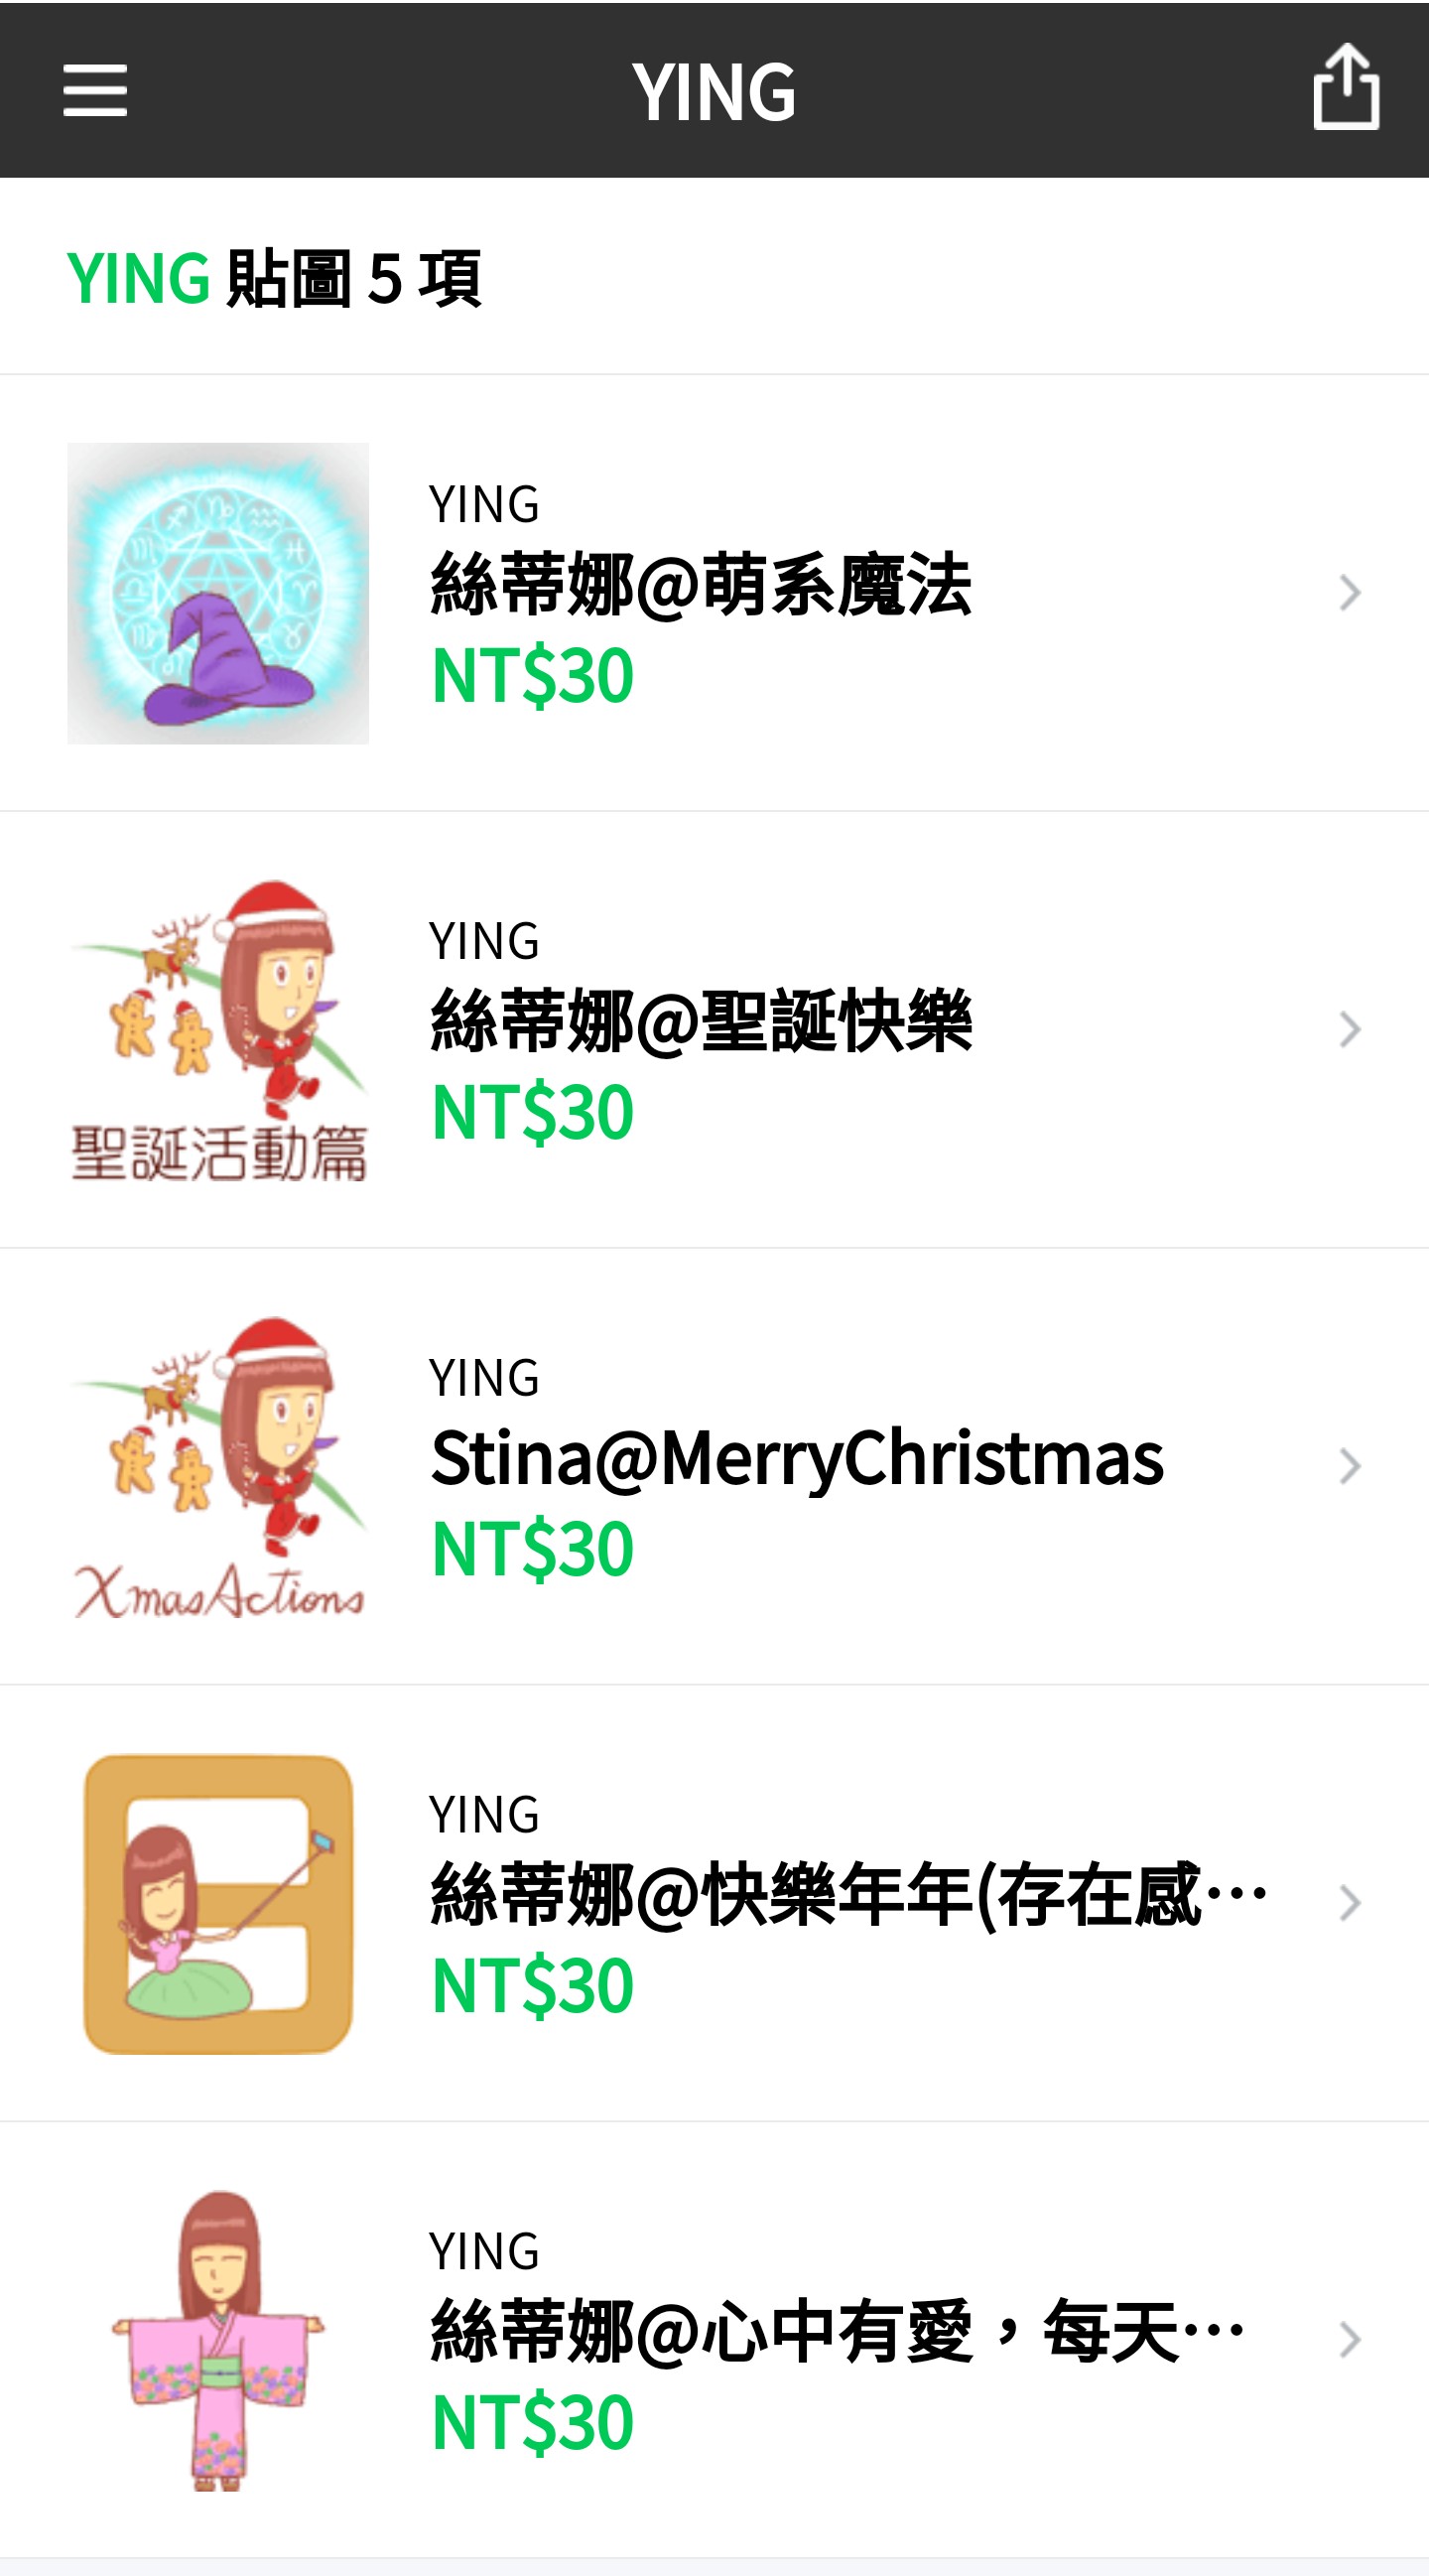 YING
YING 貼圖 5 項
YING
絲蒂娜@萌系魔法
NT$30
YING
絲蒂娜@聖誕快樂
NT$30
聖誕活動篇
YING
Stina@MerryChristmas
NT$30
XmasActions
YING
絲蒂娜@快樂年年(存在感…
NT$30
YING
絲蒂娜@心中有愛，每天…
NT$30